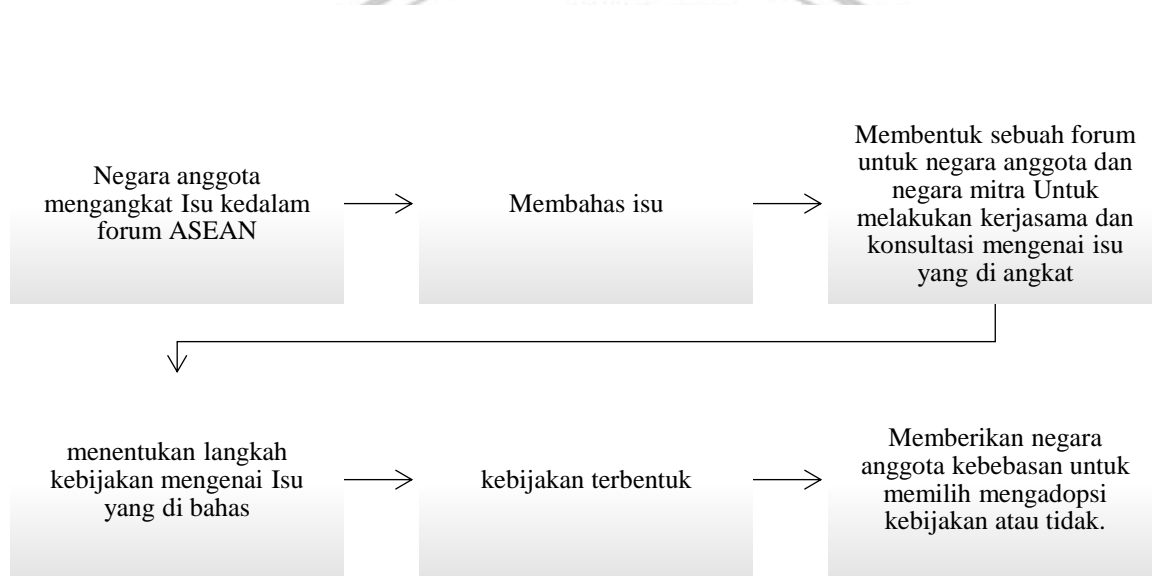 Negara anggota
mengangkat Isu kedalam
forum ASEAN
Membahas isu
Membentuk sebuah forum
untuk negara anggota dan
negara mitra Untuk
melakukan kerjasama dan
konsultasi mengenai isu
yang di angkat
menentukan langkah
kebijakan mengenai Isu
yang di bahas
kebijakan terbentuk
Memberikan negara
anggota kebebasan untuk
memilih mengadopsi
kebijakan atau tidak.